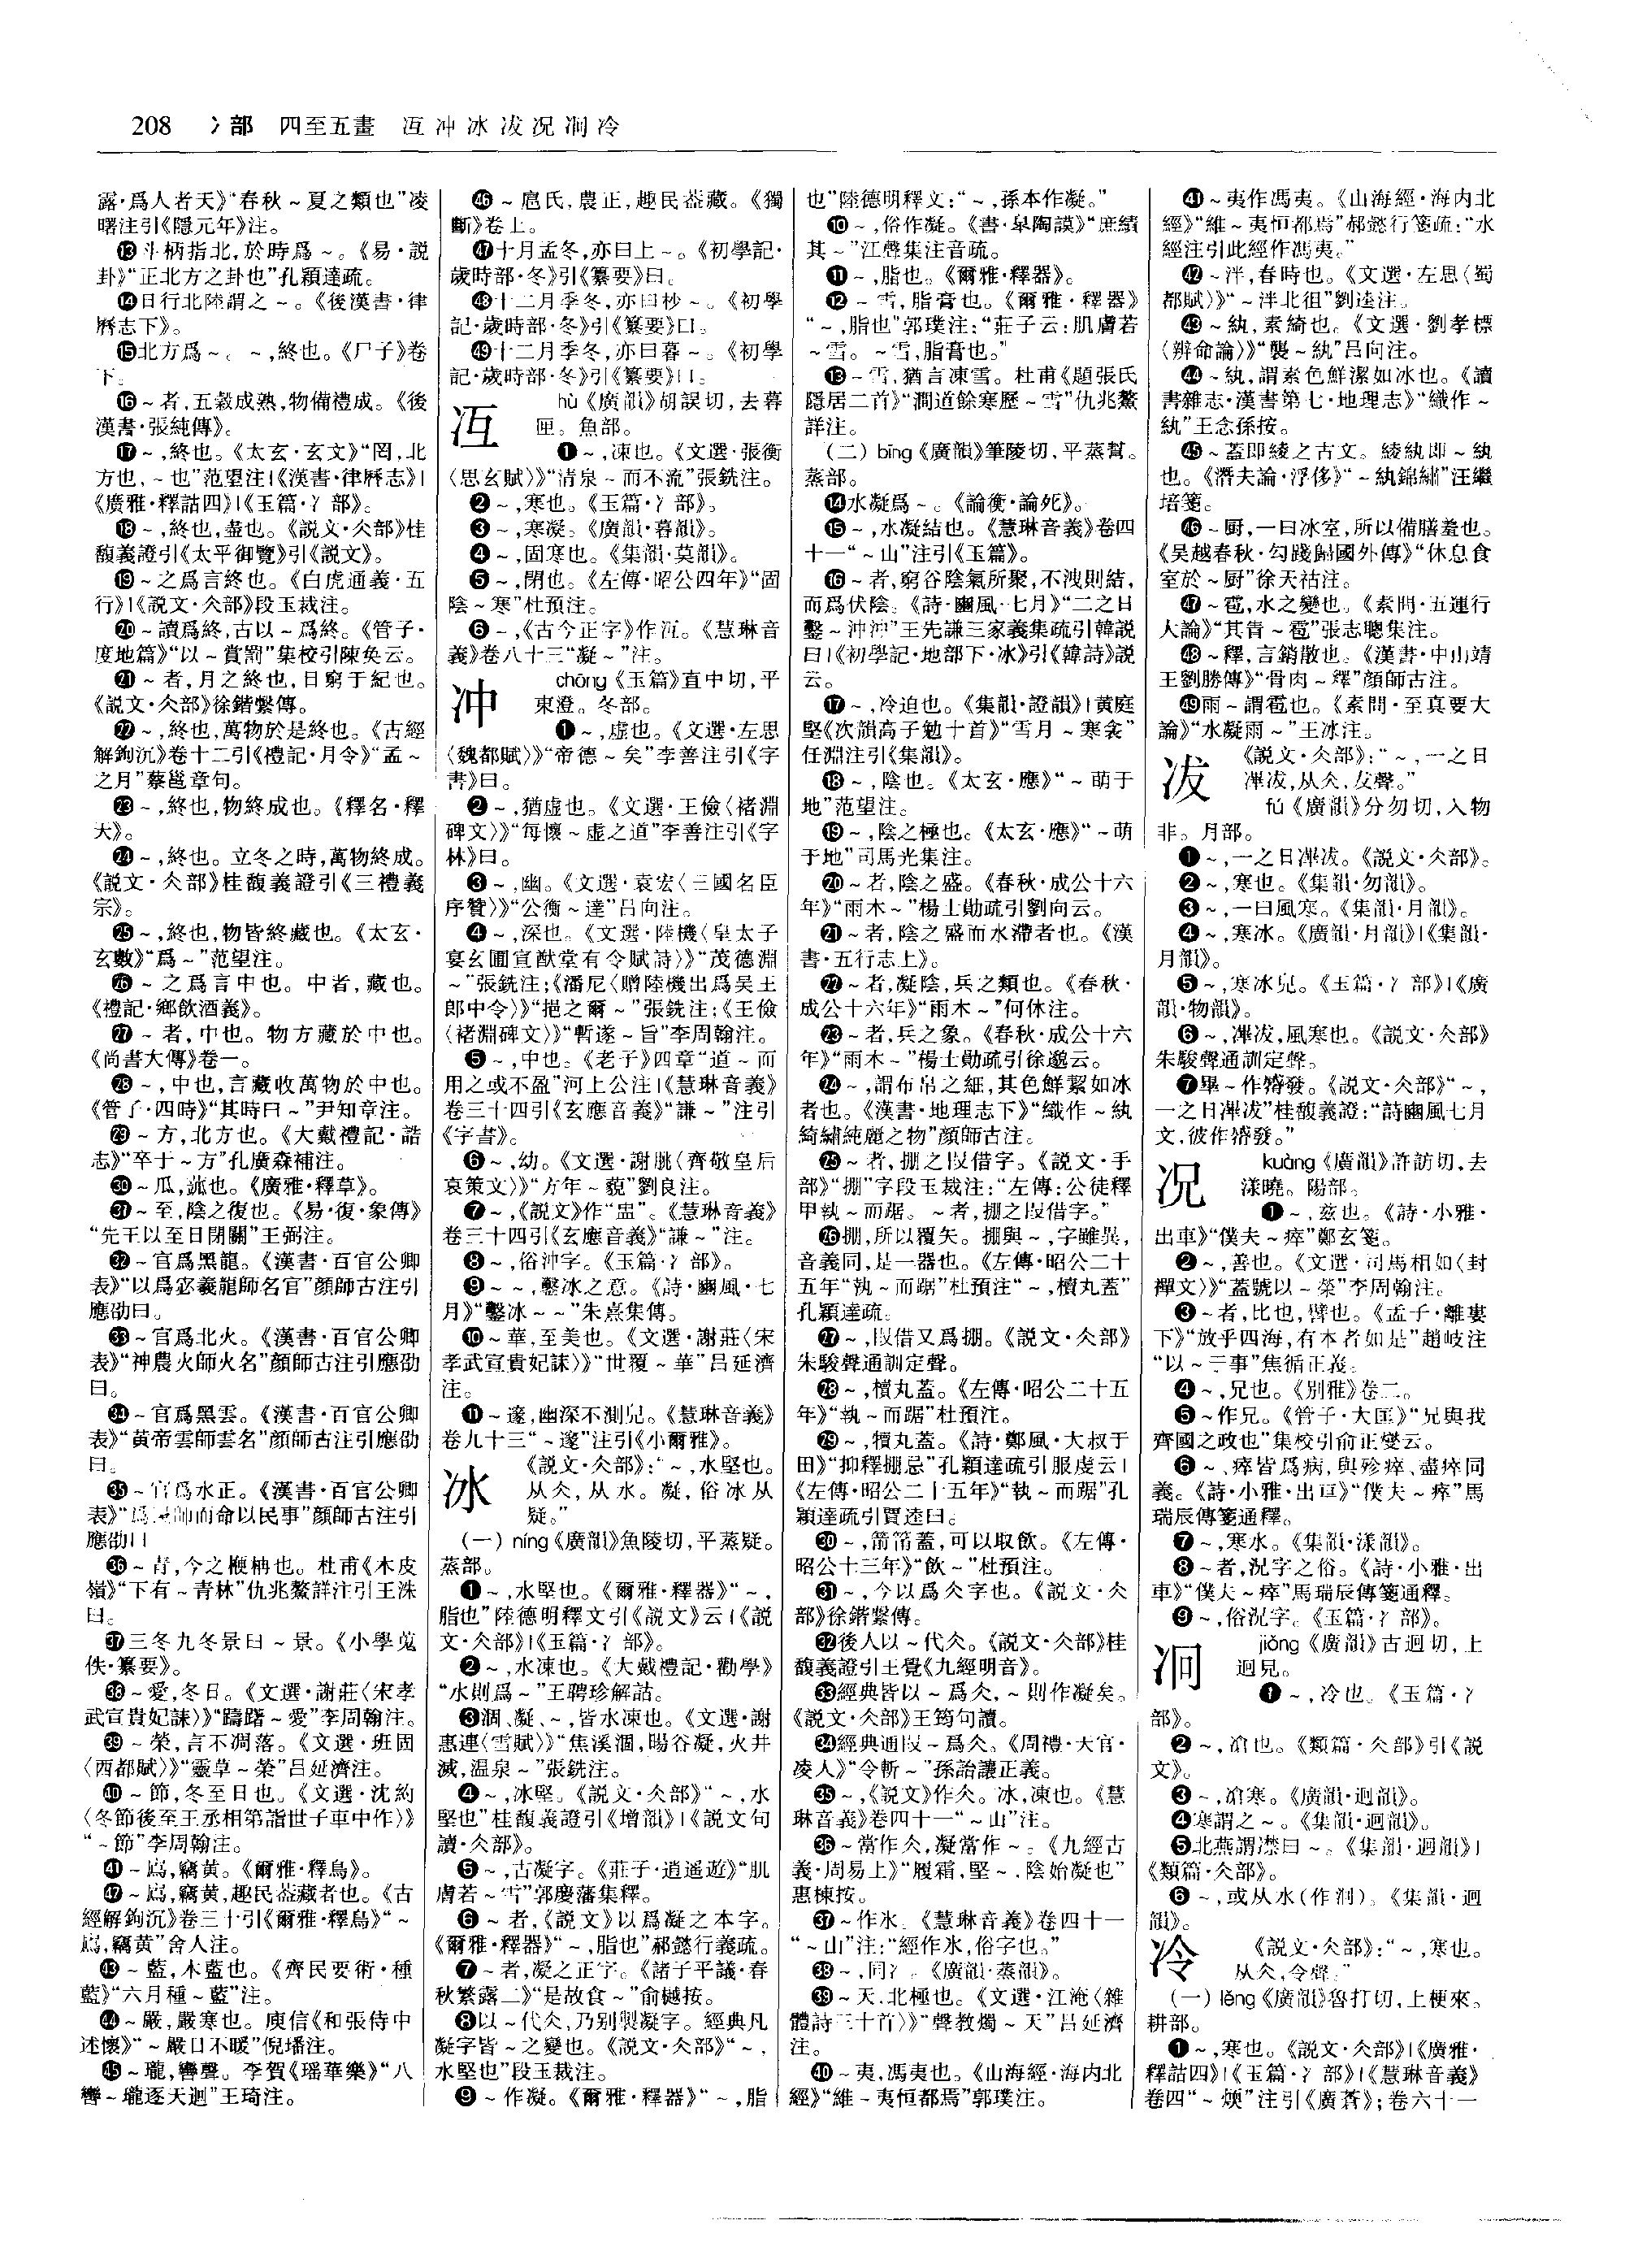 208 冫部 四至五畫 冱冲冰冹况泂冷
露·爲人者天》“春秋~夏之類也”凌
曙注引《隱元年》注。
⓭斗柄指北,於時爲~。《易·説
卦》“正北方之卦也”孔穎達疏。
⓮日行北陸謂之~。《後漢書·律
曆志下》。
⓯北方爲~。~,終也。《尸子》卷
下。
⓰~者,五穀成熟,物備禮成。《後
漢書·張純傳》。
⓱~,終也。《太玄·玄文》“罔,北
方也,~也”范望注|《漢書·律曆志》|
《廣雅·釋詁四》|《玉篇·冫部》。
⓲~,終也,盡也。《説文·仌部》桂
馥義證引《太平御覽》引《説文》。
⓳~之爲言終也。《白虎通義·五
行》|《説文·仌部》段玉裁注。
⓴~讀爲終,古以~爲終。《管子·
度地篇》“以~賞罰”集校引陳奂云。
㉑~者,月之終也,日窮于紀也。
《説文·仌部》徐鍇繫傳。
㉒~,終也,萬物於是終也。《古經
解鉤沉》卷十二引《禮記·月令》“孟~
之月”蔡邕章句。
㉓~,終也,物終成也。《釋名·釋
天》。
㉔~,終也。立冬之時,萬物終成。
《説文·仌部》桂馥義證引《三禮義
宗》。
㉕~,終也,物皆終藏也。《太玄·
玄數》“爲~”范望注。
㉖~之爲言中也。中者,藏也。
《禮記·鄉飲酒義》。
㉗~者,中也。物方藏於中也。
《尚書大傳》卷一。
㉘~,中也,言藏收萬物於中也。
《管子·四時》“其時曰~”尹知章注。
㉙~方,北方也。《大戴禮記·誥
志》“卒于~方”孔廣森補注。
㉚~瓜,㼌也。《廣雅·釋草》。
㉛~至,陰之復也。《易·復·象傳》
“先王以至日閉關”王弼注。
㉜~官爲黑龍。《漢書·百官公卿
表》“以爲宓羲龍師名官”顔師古注引
應劭曰。
㉝~官爲北火。《漢書·百官公卿
表》“神農火師火名”顔師古注引應劭
曰。
㉞~官爲黑雲。《漢書·百官公卿
表》“黄帝雲師雲名”顔師古注引應劭
曰。
㉟~官爲水正。《漢書·百官公卿
表》“爲民師而命以民事”顔師古注引
應劭曰
㊱~青,今之楩枏也。杜甫《木皮
嶺》“下有~青林”仇兆鰲詳注引王洙
曰。
㊲三冬九冬景曰~景。《小學蒐
佚·纂要》。
㊳~愛,冬日。《文選·謝莊〈宋孝
武宣貴妃誄〉》“躊躇~愛”李周翰注。
㊴~榮,言不凋落。《文選·班固
〈西都賦〉》“靈草~榮”吕延濟注。
㊵~節,冬至日也。《文選·沈約
〈冬節後至丞相第詣世子車中作〉》
“~節”李周翰注。
㊶~鳸,竊黄。《爾雅·釋鳥》。
㊷~鳸,竊黄,趣民蓋藏者也。《古
經解鉤沉》卷三十引《爾雅·釋鳥》“~
鳸,竊黄”舍人注。
㊸~藍,木藍也。《齊民要術·種
藍》“六月種~藍”注。
㊹~嚴,嚴寒也。庾信《和張侍中
述懷》“~嚴日不暖”倪璠注。
㊺~瓏,轡聲。李賀《瑶華樂》“八
轡~瓏逐天迴”王琦注。
㊻~扈氏,農正,趣民蓋藏。《獨
斷》卷上。
㊼十月孟冬,亦曰上~。《初學記·
歲時部·冬》引《纂要》曰。
㊽十二月季冬,亦曰杪~。《初學
記·歲時部·冬》引《纂要》曰。
㊾十二月季冬,亦曰暮~。《初學
記·歲時部·冬》引《纂要》曰。
冱 hù《廣韻》胡誤切,去暮
匣。魚部。
❶~,凍也。《文選·張衡
〈思玄賦〉》“清泉~而不流”張銑注。
❷~,寒也。《玉篇·冫部》。
❸~,寒凝。《廣韻·暮韻》。
❹~,固寒也。《集韻·莫韻》。
❺~,閉也。《左傳·昭公四年》“固
陰~寒”杜預注。
❻~,《古今正字》作沍。《慧琳音
義》卷八十三“凝~”注。
冲 chōng《玉篇》直中切,平
東澄。冬部。
❶~,虚也。《文選·左思
〈魏都賦〉》“帝德~矣”李善注引《字
書》曰。
❷~,猶虚也。《文選·王儉〈褚淵
碑文〉》“每懷~虚之道”李善注引《字
林》曰。
❸~,幽。《文選·袁宏〈三國名臣
序贊〉》“公衡~達”吕向注。
❹~,深也。《文選·陸機〈皇太子
宴玄圃宣猷堂有令賦詩〉》“茂德淵
~”張銑注;《潘尼〈贈陸機出爲吴王
郎中令〉》“挹之爾~”張銑注;《王儉
〈褚淵碑文〉》“暫遂~旨”李周翰注。
❺~,中也。《老子》四章“道~而
用之或不盈”河上公注|《慧琳音義》
卷三十四引《玄應音義》“謙~”注引
《字書》。
❻~,幼。《文選·謝朓〈齊敬皇后
哀策文〉》“方年~藐”劉良注。
❼~,《説文》作“盅”。《慧琳音義》
卷三十四引《玄應音義》“謙~”注。
❽~,俗沖字。《玉篇·冫部》。
❾~~,鑿冰之意。《詩·豳風·七
月》“鑿冰~~”朱熹集傳。
❿~華,至美也。《文選·謝莊〈宋
孝武宣貴妃誄〉》“世覆~華”吕延濟
注。
⓫~邃,幽深不測皃。《慧琳音義》
卷九十三“~邃”注引《小爾雅》。
冰 《説文·仌部》:“~,水堅也。
从仌,从水。凝,俗冰从
疑。”
(一)níng《廣韻》魚陵切,平蒸疑。
蒸部。
❶~,水堅也。《爾雅·釋器》“~,
脂也”陸德明釋文引《説文》云|《説
文·仌部》|《玉篇·冫部》。
❷~,水凍也。《大戴禮記·勸學》
“水則爲~”王聘珍解詁。
❸涸、凝、~,皆水凍也。《文選·謝
惠連〈雪賦〉》“焦溪涸,暘谷凝,火井
滅,温泉~”張銑注。
❹~,冰堅。《説文·仌部》“~,水
堅也”桂馥義證引《增韻》|《説文句
讀·仌部》。
❺~,古凝字。《莊子·逍遥遊》“肌
膚若~雪”郭慶藩集釋。
❻~者,《説文》以爲凝之本字。
《爾雅·釋器》“~,脂也”郝懿行義疏。
❼~者,凝之正字。《諸子平議·春
秋繁露二》“是故食~”俞樾按。
❽以~代仌,乃别製凝字。經典凡
凝字皆~之變也。《説文·仌部》“~,
水堅也”段玉裁注。
❾~作凝。《爾雅·釋器》“~,脂
也”陸德明釋文:“~,孫本作凝。”
❿~,俗作凝。《書·皋陶謨》“庶績
其~”江聲集注音疏。
⓫~,脂也。《爾雅·釋器》。
⓬~雪,脂膏也。《爾雅·釋器》
“~,脂也”郭璞注:“莊子云:肌膚若
~雪。~雪,脂膏也。”
⓭~雪,猶言凍雪。杜甫《題張氏
隱居二首》“澗道餘寒歷~雪”仇兆鰲
詳注。
(二)bīng《廣韻》筆陵切,平蒸幫。
蒸部。
⓮水凝爲~。《論衡·論死》。
⓯~,水凝結也。《慧琳音義》卷四
十一“~山”注引《玉篇》。
⓰~者,窮谷陰氣所聚,不洩則結,
而爲伏陰。《詩·豳風·七月》“二之日
鑿~沖沖”王先謙三家義集疏引韓説
曰|《初學記·地部下·冰》引《韓詩》説
云。
⓱~,冷迫也。《集韻·證韻》|黄庭
堅《次韻高子勉十首》“雪月~寒衾”
任淵注引《集韻》。
⓲~,陰也。《太玄·應》“~萌于
地”范望注。
⓳~,陰之極也。《太玄·應》“~萌
于地”司馬光集注。
⓴~者,陰之盛。《春秋·成公十六
年》“雨木~”楊士勛疏引劉向云。
㉑~者,陰之盛而水滯者也。《漢
書·五行志上》。
㉒~者,凝陰,兵之類也。《春秋·
成公十六年》“雨木~”何休注。
㉓~者,兵之象。《春秋·成公十六
年》“雨木~”楊士勛疏引徐邈云。
㉔~,謂布帛之細,其色鮮絜如冰
者也。《漢書·地理志下》“織作~紈
綺繡純麗之物”顔師古注。
㉕~者,掤之叚借字。《説文·手
部》“掤”字段玉裁注:“左傳:公徒釋
甲執~而踞。~者,掤之叚借字。”
㉖掤,所以覆矢。掤與~,字雖異,
音義同,是一器也。《左傳·昭公二十
五年“執~而踞”杜預注“~,櫝丸蓋”
孔穎達疏。
㉗~,叚借又爲掤。《説文·仌部》
朱駿聲通訓定聲。
㉘~,櫝丸蓋。《左傳·昭公二十五
年》“執~而踞”杜預注。
㉙~,犢丸蓋。《詩·鄭風·大叔于
田》“抑釋掤忌”孔穎達疏引服虔云|
《左傳·昭公二十五年》“執~而踞”孔
穎達疏引賈逵曰。
㉚~,箭筩蓋,可以取飲。《左傳·
昭公十三年》“飲~”杜預注。
㉛~,今以爲仌字也。《説文·仌
部》徐鍇繫傳。
㉜後人以~代仌。《説文·仌部》桂
馥義證引王覺《九經明音》。
㉝經典皆以~爲仌,~則作凝矣。
《説文·仌部》王筠句讀。
㉞經典通叚~爲仌。《周禮·天官·
凌人》“令斬~”孫詒讓正義。
㉟~,《説文》作仌。冰,凍也。《慧
琳音義》卷四十一“~山”注。
㊱~當作仌,凝當作~。《九經古
義·周易上》“履霜,堅~,陰始凝也”
惠棟按。
㊲~作氷。《慧琳音義》卷四十一
“~山”注:“經作氷,俗字也。”
㊳~,同冫。《廣韻·蒸韻》。
㊴~天,北極也。《文選·江淹〈雜
體詩三十首〉》“聲教燭~天”吕延濟
注。
㊵~夷,馮夷也。《山海經·海内北
經》“維~夷恒都焉”郭璞注。
㊶~夷作馮夷。《山海經·海内北
經》“維~夷恒都焉”郝懿行箋疏:“水
經注引此經作馮夷。”
㊷~泮,春時也。《文選·左思〈蜀
都賦〉》“~泮北徂”劉逵注。
㊸~紈,素綺也。《文選·劉孝標
〈辨命論〉》“襲~紈”吕向注。
㊹~紈,謂素色鮮潔如冰也。《讀
書雜志·漢書第七·地理志》“織作~
紈”王念孫按。
㊺~蓋即綾之古文。綾紈即~紈
也。《潛夫論·浮侈》“~紈錦繡”汪繼
培箋。
㊻~厨,一曰冰室,所以備膳羞也。
《吴越春秋·勾踐歸國外傳》“休息食
室於~厨”徐天祜注。
㊼~雹,水之變也。《素問·五運行
大論》“其眚~雹”張志聰集注。
㊽~釋,言銷散也。《漢書·中山靖
王劉勝傳》“骨肉~釋”顔師古注。
㊾雨~謂雹也。《素問·至真要大
論》“水凝雨~”王冰注。
冹 《説文·仌部》:“~,一之日
滭冹,从仌,犮聲。”
fú《廣韻》分勿切,入物
非。月部。
❶~,一之日滭冹。《説文·仌部》。
❷~,寒也。《集韻·勿韻》。
❸~,一曰風寒。《集韻·月韻》。
❹~,寒冰。《廣韻·月韻》|《集韻·
月韻》。
❺~,寒冰皃。《玉篇·冫部》|《廣
韻·物韻》。
❻~,滭冹,風寒也。《説文·仌部》
朱駿聲通訓定聲。
❼畢~作觱發。《説文·仌部》“~,
一之日滭冹”桂馥義證:“詩豳風七月
文,彼作觱發。”
况 kuàng《廣韻》許訪切,去
漾曉。陽部。
❶~,兹也。《詩·小雅·
出車》“僕夫~瘁”鄭玄箋。
❷~,善也。《文選·司馬相如〈封
禪文〉》“蓋號以~榮”李周翰注。
❸~者,比也,譬也。《孟子·離婁
下》“放乎四海,有本者如是”趙岐注
“以~于事”焦循正義。
❹~,兄也。《别雅》卷二。
❺~作兄。《管子·大匡》“兄與我
齊國之政也”集校引俞正燮云。
❻~、瘁皆爲病,與殄瘁、盡瘁同
義。《詩·小雅·出車》“僕夫~瘁”馬
瑞辰傳箋通釋。
❼~,寒水。《集韻·漾韻》。
❽~者,況字之俗。《詩·小雅·出
車》“僕夫~瘁”馬瑞辰傳箋通釋。
❾~,俗況字。《玉篇·冫部》。
泂 jiǒng《廣韻》古迥切,上
迥見。
❶~,冷也。《玉篇·冫
部》。
❷~,凔也。《類篇·仌部》引《説
文》。
❸~,凔寒。《廣韻·迥韻》。
❹寒謂之~。《集韻·迥韻》。
❺北燕謂凚曰~。《集韻·迥韻》|
《類篇·仌部》。
❻~,或从水(作泂)。《集韻·迥
韻》。
冷 《説文·仌部》:“~,寒也。
从仌,令聲。”
(一)lěng《廣韻》魯打切,上梗來。
耕部。
❶~,寒也。《説文·仌部》|《廣雅·
釋詁四》|《玉篇·冫部》|《慧琳音義》
卷四“~煗”注引《廣蒼》;卷六十一